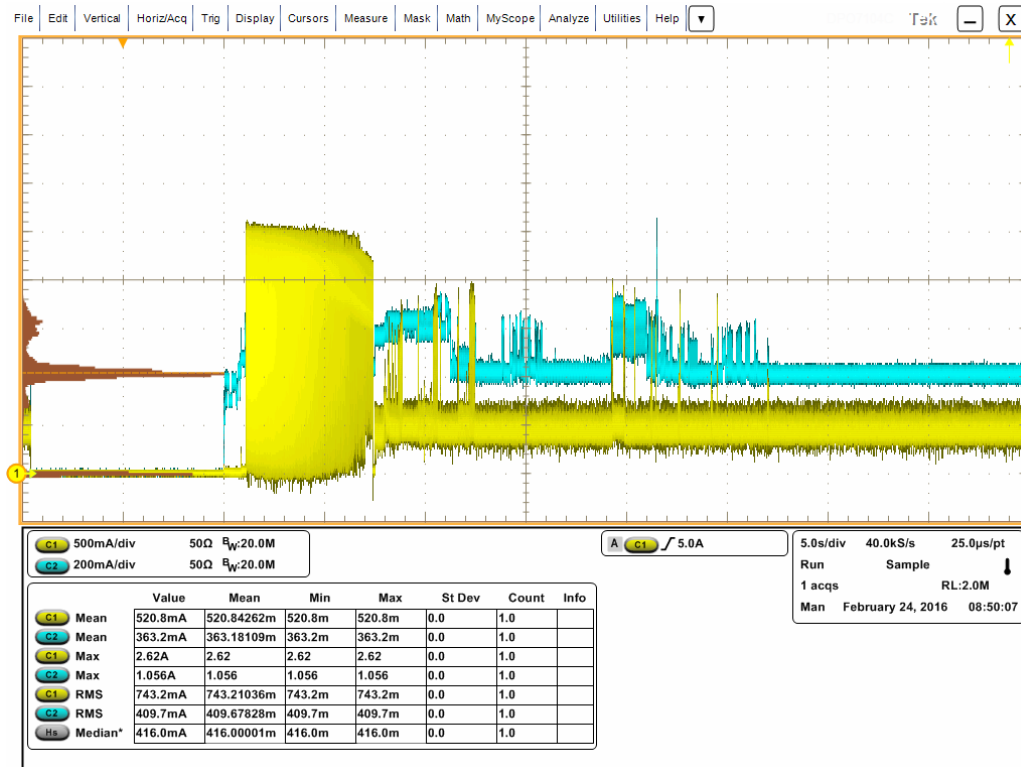 File Edit Vertical Horiz/Acq Trig Display Cursors Measure Mask Math MyScope Analyze Utilities Help ▼ Tek X
1
C1 500mA/div 50Ω BW:20.0M
C2 200mA/div 50Ω BW:20.0M
A C1 5.0A
5.0s/div 40.0kS/s 25.0µs/pt
Run Sample
1 acqs RL:2.0M
Man February 24, 2016 08:50:07
Value Mean Min Max St Dev Count Info
C1 Mean 520.8mA 520.84262m 520.8m 520.8m 0.0 1.0
C2 Mean 363.2mA 363.18109m 363.2m 363.2m 0.0 1.0
C1 Max 2.62A 2.62 2.62 2.62 0.0 1.0
C2 Max 1.056A 1.056 1.056 1.056 0.0 1.0
C1 RMS 743.2mA 743.21036m 743.2m 743.2m 0.0 1.0
C2 RMS 409.7mA 409.67828m 409.7m 409.7m 0.0 1.0
Hs Median* 416.0mA 416.00001m 416.0m 416.0m 0.0 1.0